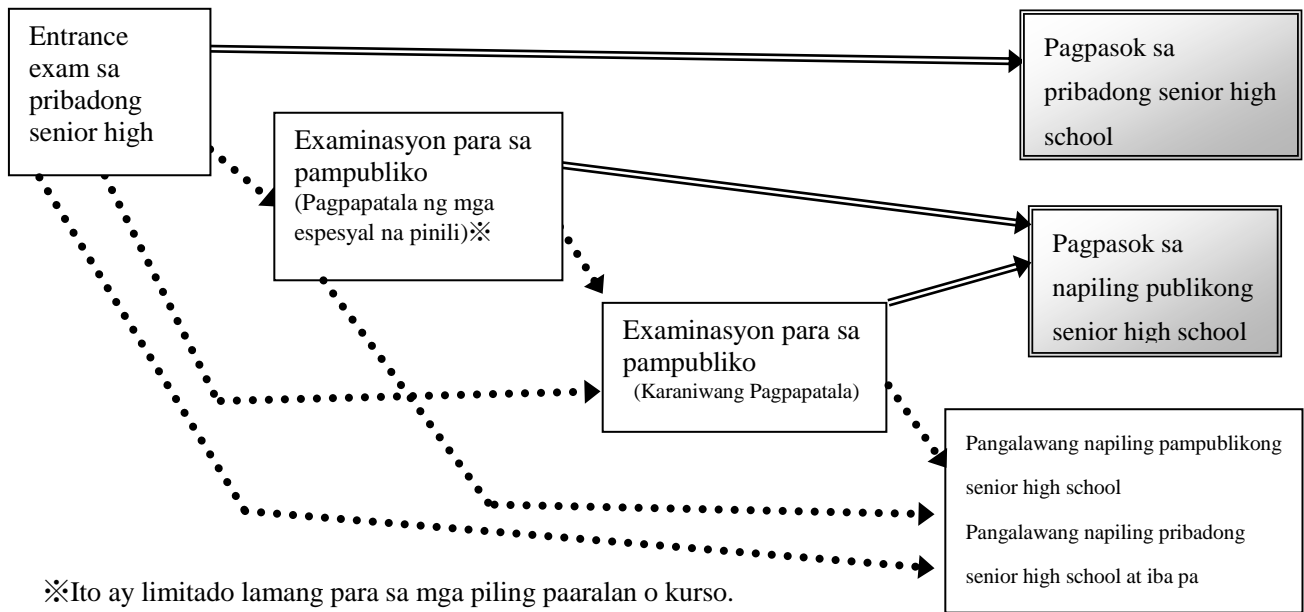 Entrance
exam sa
pribadong
senior high
Pagpasok sa
pribadong senior high
school
Examinasyon para sa
pampubliko
(Pagpapatala ng mga
espesyal na pinili)※
Pagpasok sa
napiling publikong
senior high school
Examinasyon para sa
pampubliko
(Karaniwang Pagpapatala)
Pangalawang napiling pampublikong
senior high school
Pangalawang napiling pribadong
senior high school at iba pa
※Ito ay limitado lamang para sa mga piling paaralan o kurso.